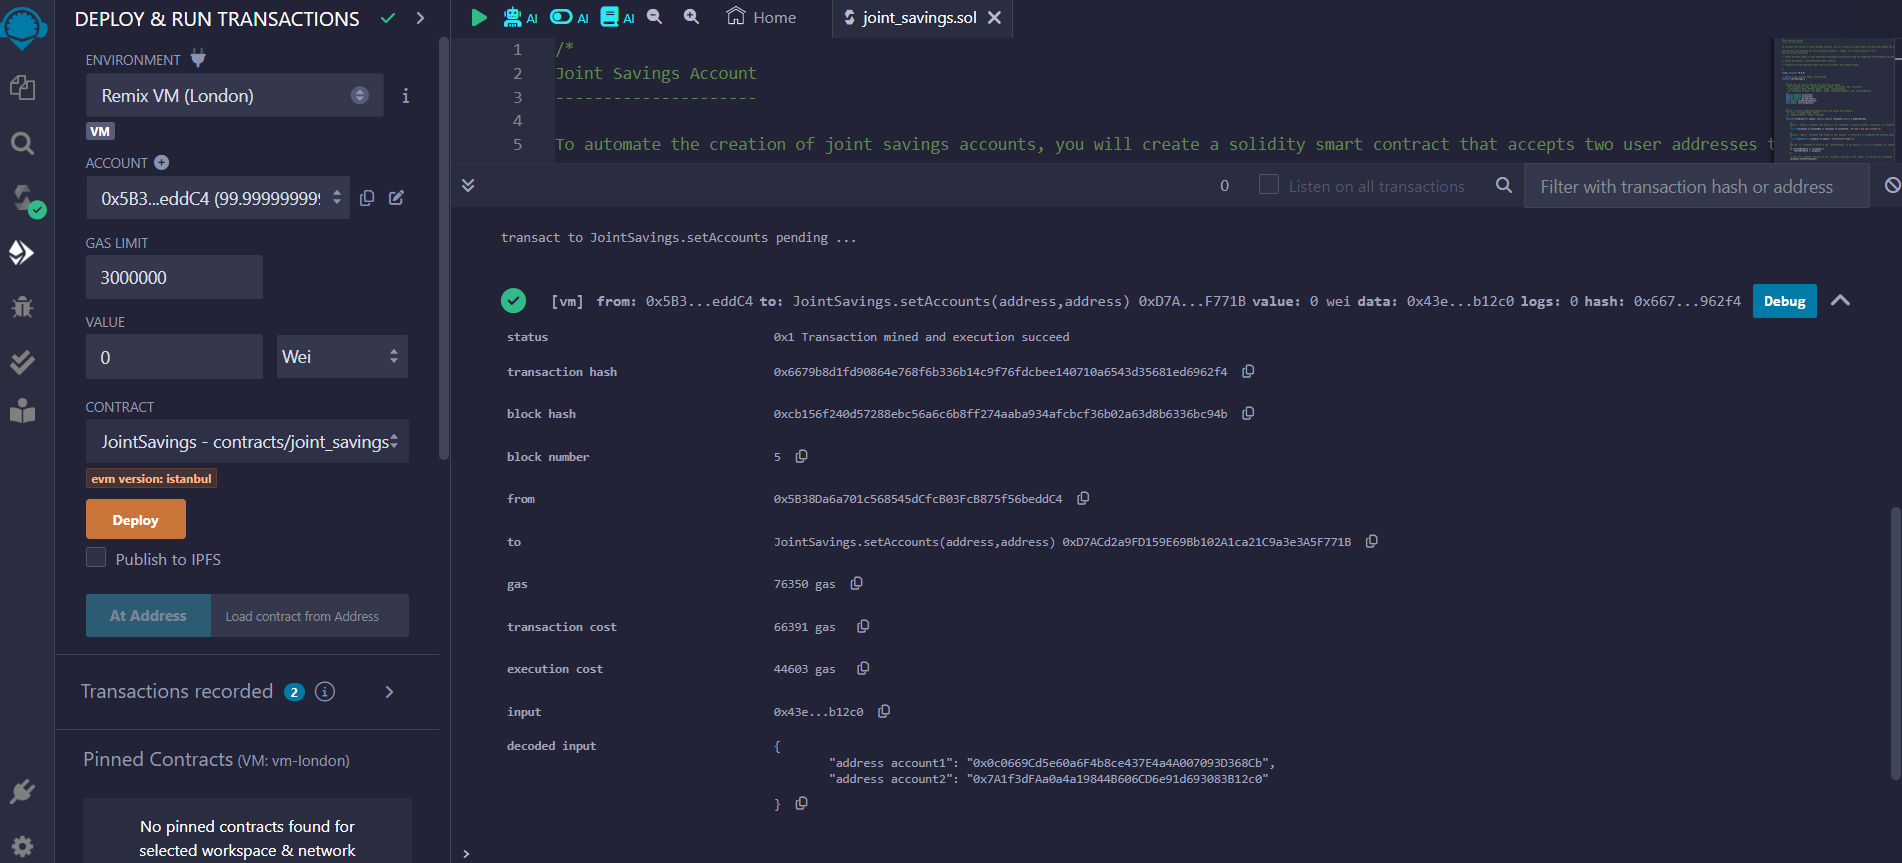 DEPLOY & RUN TRANSACTIONS
ENVIRONMENT
Remix VM (London)
VM
ACCOUNT
0x5B3...eddC4 (99.9999999999
GAS LIMIT
3000000
VALUE
0
Wei
CONTRACT
JointSavings - contracts/joint_savings
evm version: istanbul
Deploy
Publish to IPFS
At Address
Load contract from Address
Transactions recorded 2
Pinned Contracts (VM: vm-london)
No pinned contracts found for
selected workspace & network
AI AI AI Home joint_savings.sol
1 /*
2 Joint Savings Account
3 ---------------------
4
5 To automate the creation of joint savings accounts, you will create a solidity smart contract that accepts two user addresses t
0 Listen on all transactions Filter with transaction hash or address
transact to JointSavings.setAccounts pending ...
[vm] from: 0x5B3...eddC4 to: JointSavings.setAccounts(address,address) 0xD7A...F771B value: 0 wei data: 0x43e...b12c0 logs: 0 hash: 0x667...962f4 Debug
status 0x1 Transaction mined and execution succeed
transaction hash 0x6679b8d1fd90864e768f6b336b14c9f76fdcbee140710a6543d35681ed6962f4
block hash 0xcb156f240d57288ebc56a6c6b8ff274aaba934afcbcf36b02a63d8b6336bc94b
block number 5
from 0x5B38Da6a701c568545dCfcB03FcB875f56beddC4
to JointSavings.setAccounts(address,address) 0xD7ACd2a9FD159E69Bb102A1ca21C9a3e3A5F771B
gas 76350 gas
transaction cost 66391 gas
execution cost 44603 gas
input 0x43e...b12c0
decoded input {
"address account1": "0x0c0669Cd5e60a6F4b8ce437E4a4A007093D368Cb",
"address account2": "0x7A1f3dFAa0a4a19844B606CD6e91d693083B12c0"
}
>